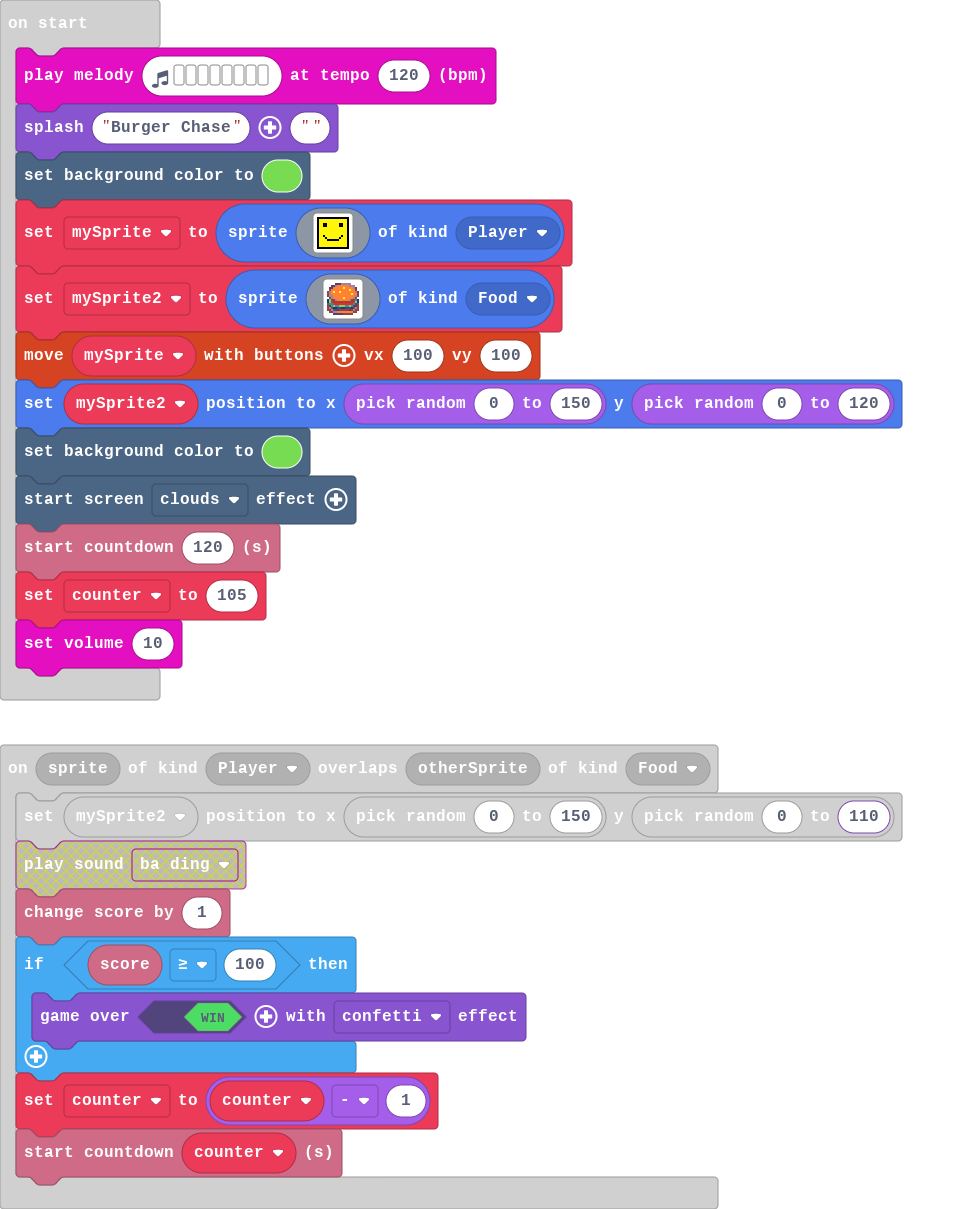 on start
play melody at tempo 120 (bpm)
splash "Burger Chase" " "
set background color to
set mySprite to sprite of kind Player
set mySprite2 to sprite of kind Food
move mySprite with buttons vx 100 vy 100
set mySprite2 position to x pick random 0 to 150 y pick random 0 to 120
set background color to
start screen clouds effect
start countdown 120 (s)
set counter to 105
set volume 10
on sprite of kind Player overlaps otherSprite of kind Food
set mySprite2 position to x pick random 0 to 150 y pick random 0 to 110
play sound ba ding
change score by 1
if score ≥ 100 then
game over WIN with confetti effect
set counter to counter - 1
start countdown counter (s)